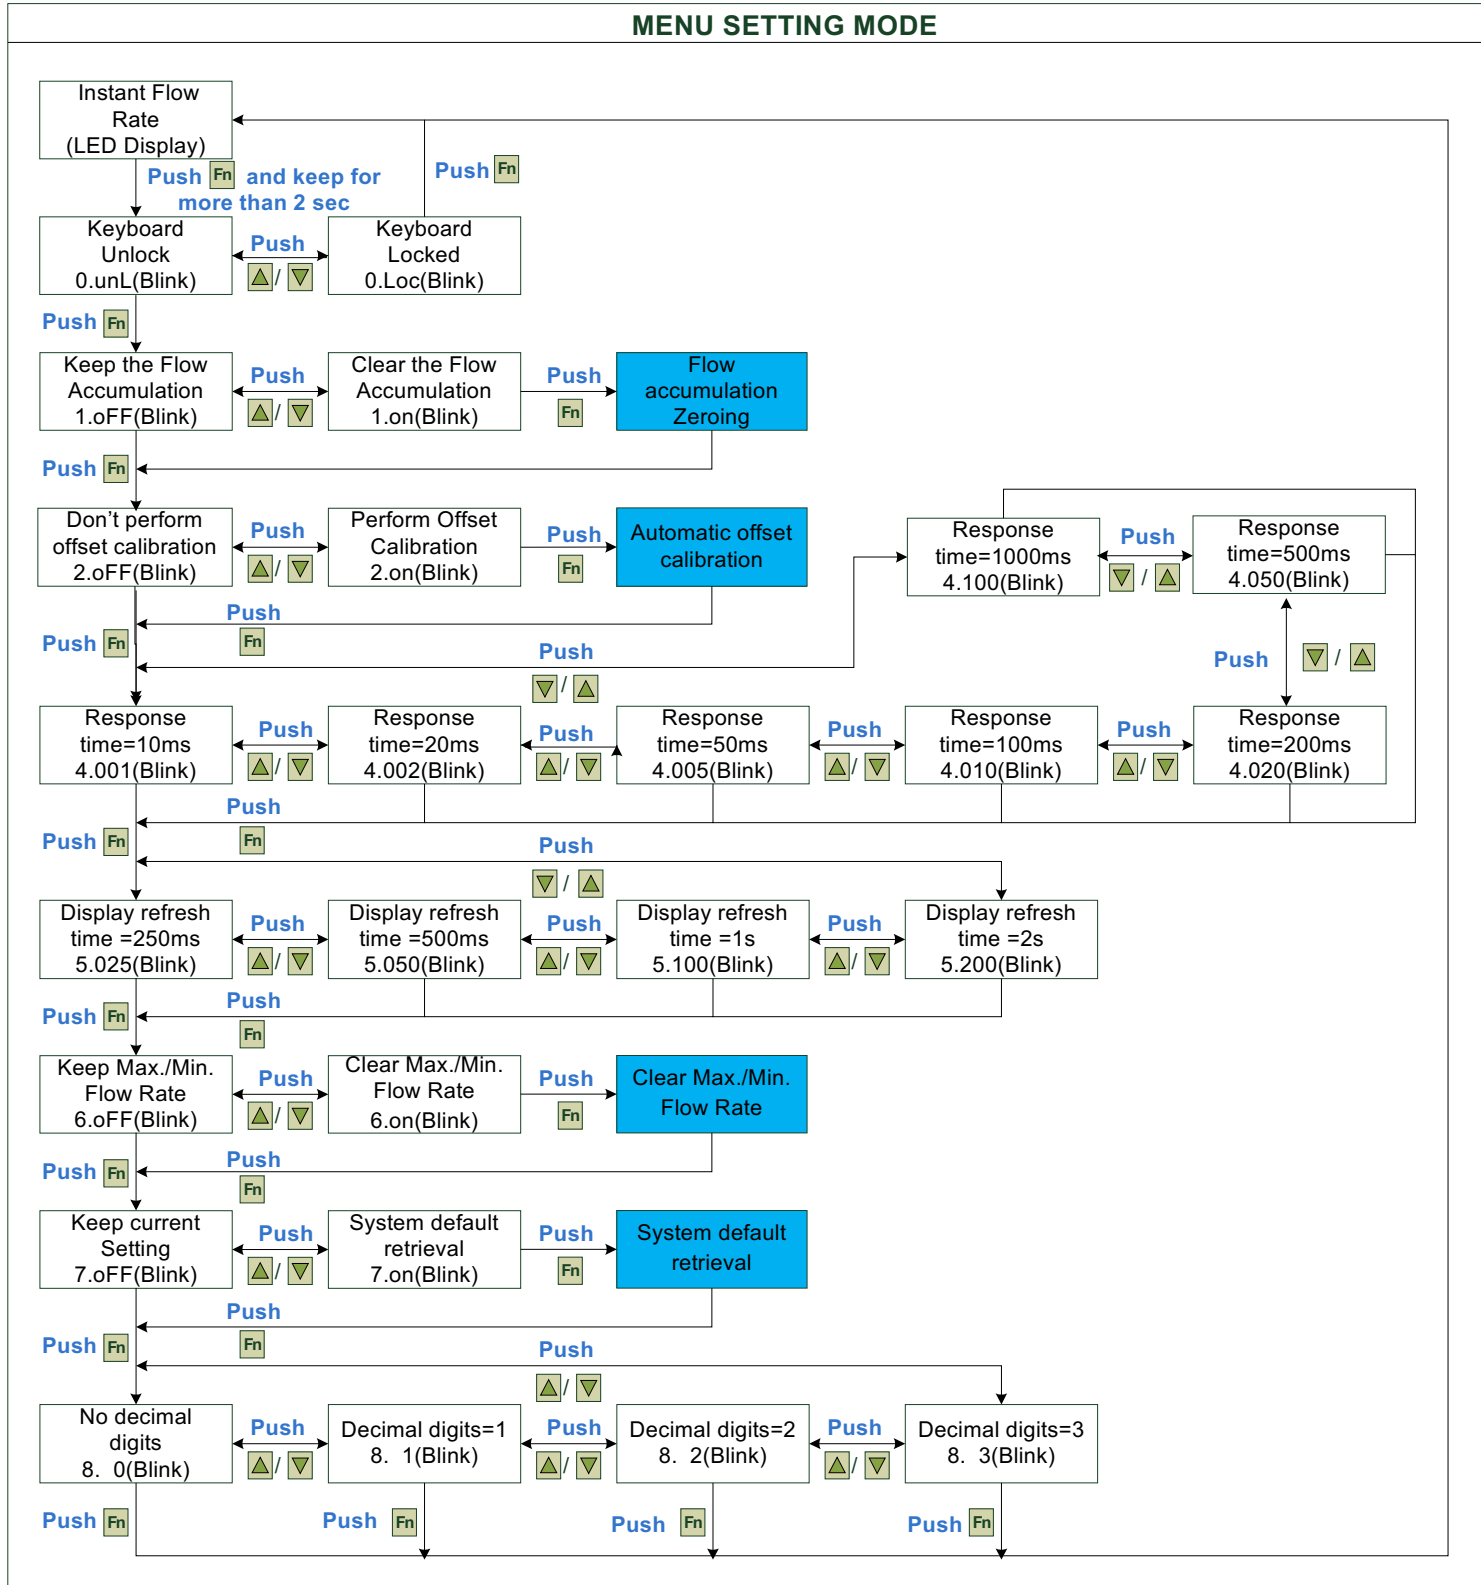 MENU SETTING MODE
Instant Flow
Rate
(LED Display)
Push Fn and keep for
more than 2 sec
Push Fn
Keyboard
Unlock
0.unL(Blink)
Push
▲/ ▼
Keyboard
Locked
0.Loc(Blink)
Push Fn
Keep the Flow
Accumulation
1.oFF(Blink)
Push
▲/ ▼
Clear the Flow
Accumulation
1.on(Blink)
Push
Fn
Flow
accumulation
Zeroing
Push Fn
Don't perform
offset calibration
2.oFF(Blink)
Push
▲/ ▼
Perform Offset
Calibration
2.on(Blink)
Push
Fn
Automatic offset
calibration
Response
time=1000ms
4.100(Blink)
Push
▼ / ▲
Response
time=500ms
4.050(Blink)
Push Fn
Push
Fn
Push
▼ / ▲
Push ▼ / ▲
Response
time=10ms
4.001(Blink)
Push
▲/ ▼
Response
time=20ms
4.002(Blink)
Push
▲/ ▼
Response
time=50ms
4.005(Blink)
Push
▲/ ▼
Response
time=100ms
4.010(Blink)
Push
▲/ ▼
Response
time=200ms
4.020(Blink)
Push Fn
Push
Fn
Push
▼ / ▲
Display refresh
time =250ms
5.025(Blink)
Push
▲/ ▼
Display refresh
time =500ms
5.050(Blink)
Push
▲/ ▼
Display refresh
time =1s
5.100(Blink)
Push
▲/ ▼
Display refresh
time =2s
5.200(Blink)
Push Fn
Push
Fn
Keep Max./Min.
Flow Rate
6.oFF(Blink)
Push
▲/ ▼
Clear Max./Min.
Flow Rate
6.on(Blink)
Push
Fn
Clear Max./Min.
Flow Rate
Push Fn
Push
Fn
Keep current
Setting
7.oFF(Blink)
Push
▲/ ▼
System default
retrieval
7.on(Blink)
Push
Fn
System default
retrieval
Push Fn
Push
Fn
Push
▲/ ▼
No decimal
digits
8. 0(Blink)
Push
▲/ ▼
Decimal digits=1
8. 1(Blink)
Push
▲/ ▼
Decimal digits=2
8. 2(Blink)
Push
▲/ ▼
Decimal digits=3
8. 3(Blink)
Push Fn
Push Fn
Push Fn
Push Fn